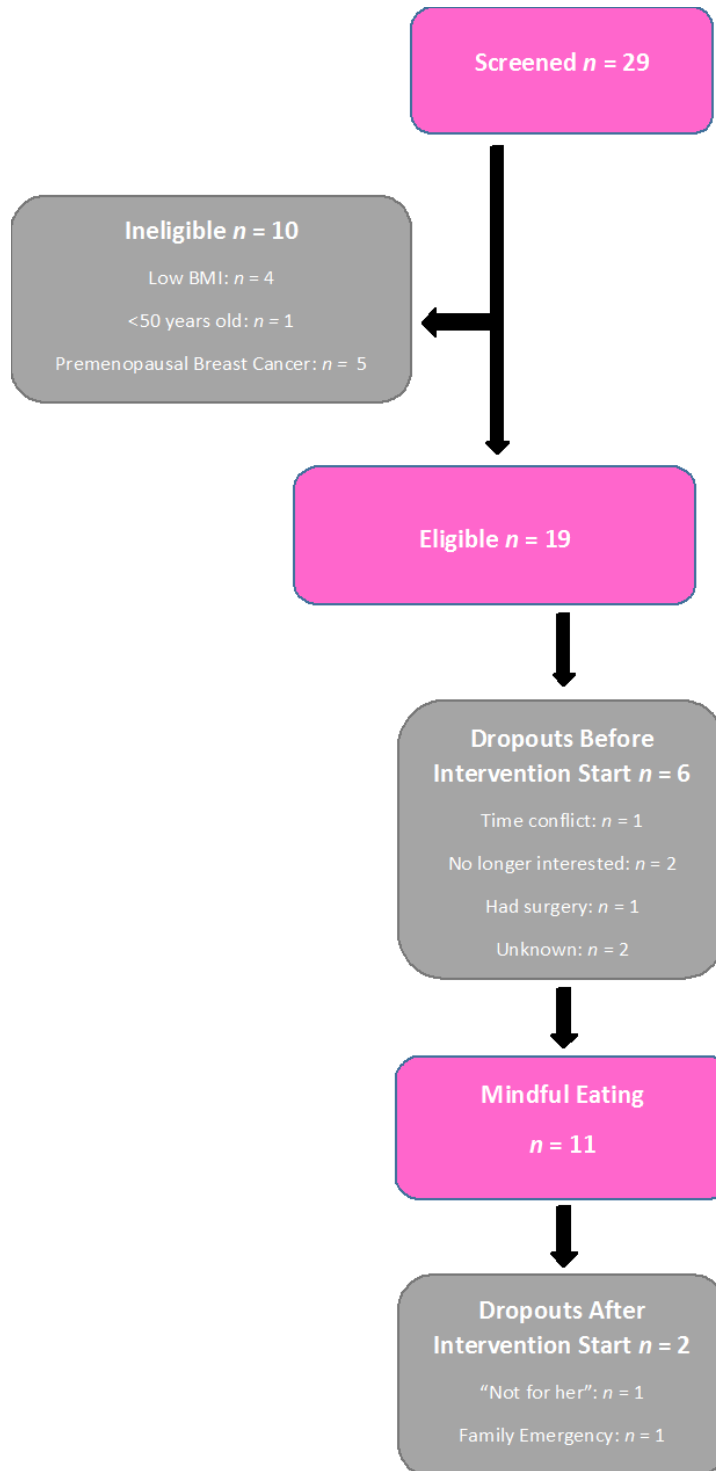 Screened n = 29
Ineligible n = 10
Low BMI: n = 4
<50 years old: n = 1
Premenopausal Breast Cancer: n = 5
Eligible n = 19
Dropouts Before
Intervention Start n = 6
Time conflict: n = 1
No longer interested: n = 2
Had surgery: n = 1
Unknown: n = 2
Mindful Eating
n = 11
Dropouts After
Intervention Start n = 2
“Not for her”: n = 1
Family Emergency: n = 1